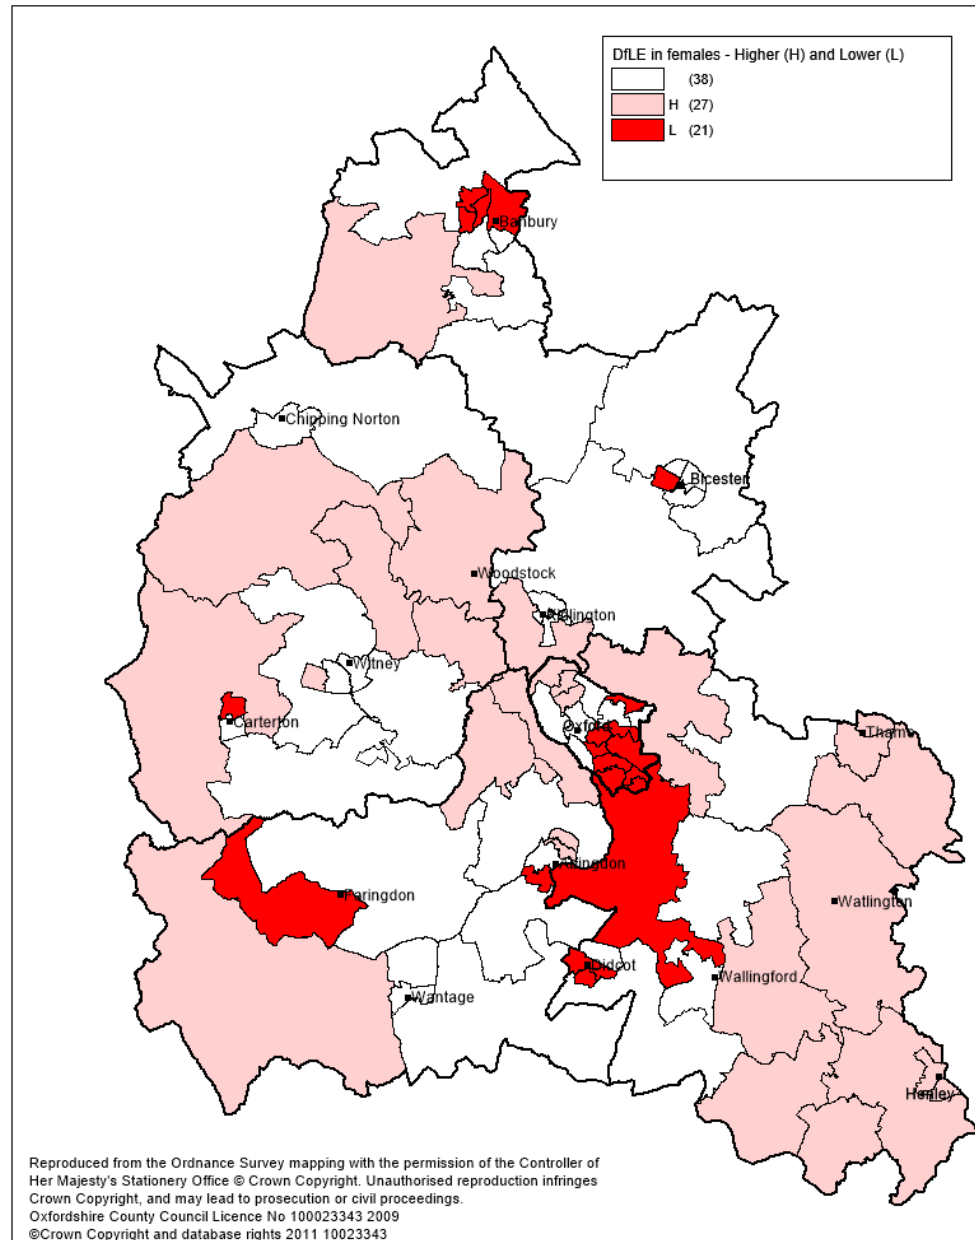 DfLE in females - Higher (H) and Lower (L)
(38)
H (27)
L (21)
Banbury
Chipping Norton
Bicester
Woodstock
Kidlington
Witney
Carterton
Oxford
Thame
Abingdon
Faringdon
Watlington
Didcot
Wallingford
Wantage
Henley
Reproduced from the Ordnance Survey mapping with the permission of the Controller of
Her Majesty's Stationery Office © Crown Copyright. Unauthorised reproduction infringes
Crown Copyright, and may lead to prosecution or civil proceedings.
Oxfordshire County Council Licence No 100023343 2009
©Crown Copyright and database rights 2011 10023343